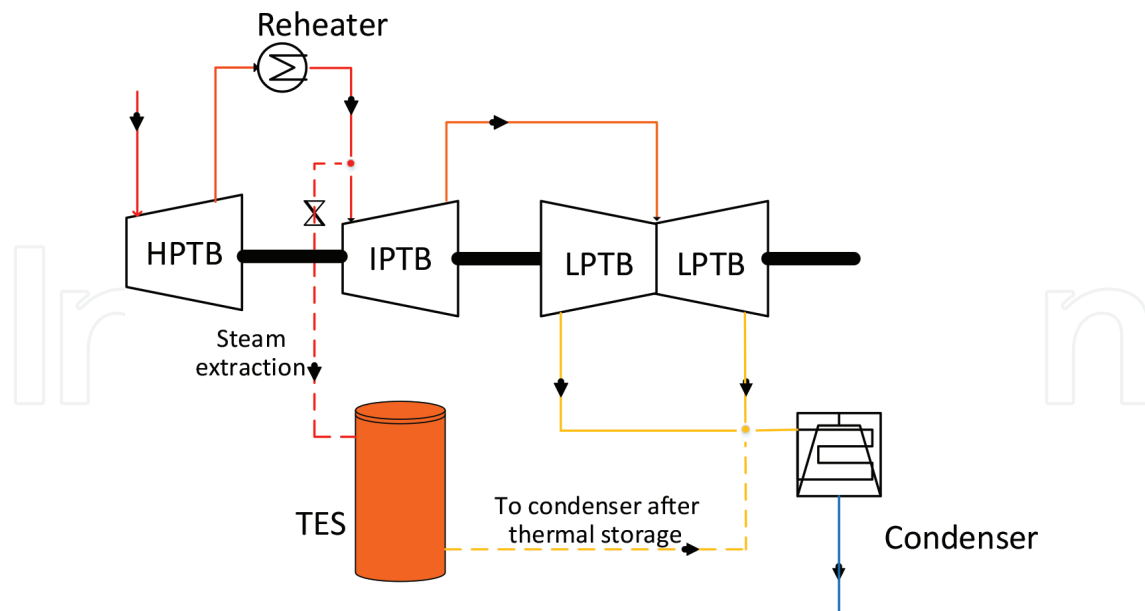 Reheater
HPTB
IPTB
LPTB
LPTB
Steam
extraction
TES
To condenser after
thermal storage
Condenser